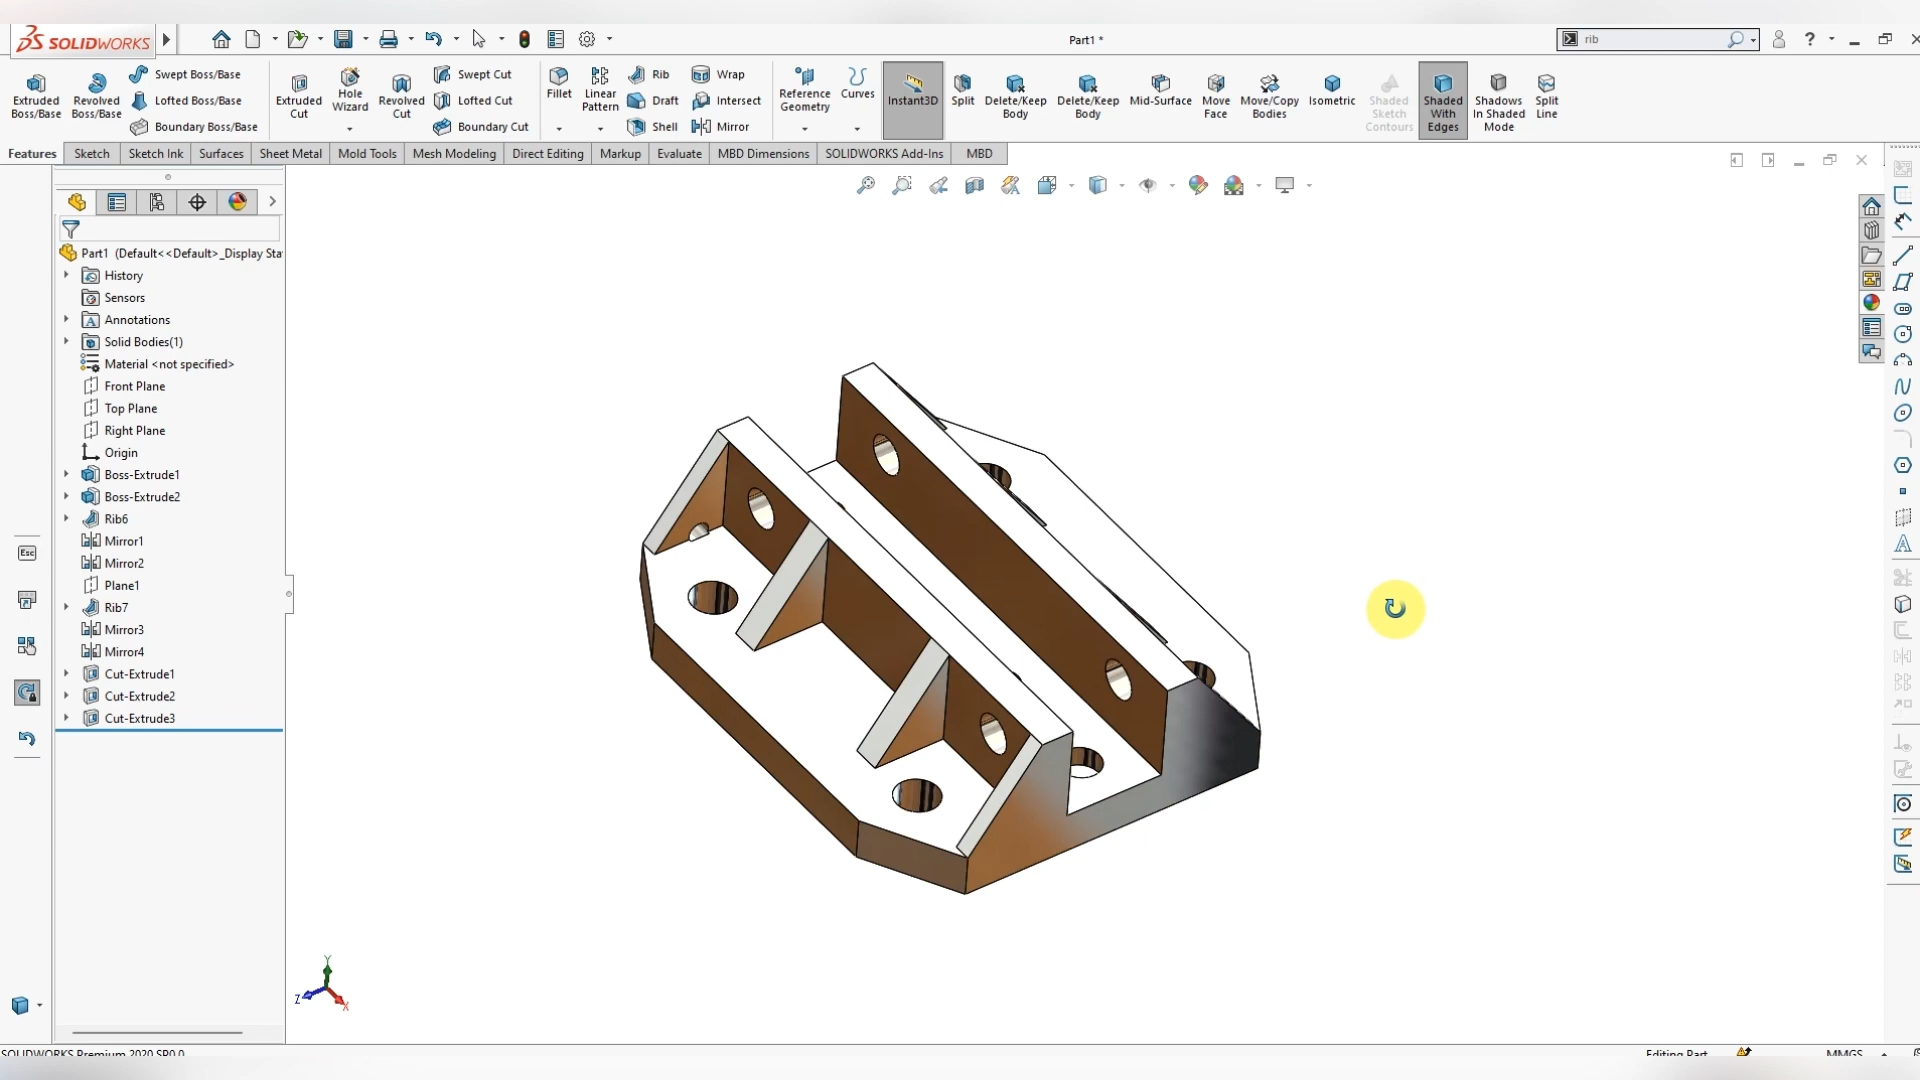 SOLIDWORKS
Part1 *
rib
Extruded Boss/Base
Revolved Boss/Base
Swept Boss/Base
Lofted Boss/Base
Boundary Boss/Base
Extruded Cut
Hole Wizard
Revolved Cut
Swept Cut
Lofted Cut
Boundary Cut
Fillet
Linear Pattern
Rib
Draft
Shell
Wrap
Intersect
Mirror
Reference Geometry
Curves
Instant3D
Split
Delete/Keep Body
Delete/Keep Body
Mid-Surface
Move Face
Move/Copy Bodies
Isometric
Shaded Sketch Contours
Shaded With Edges
Shadows In Shaded Mode
Split Line
Features
Sketch
Sketch Ink
Surfaces
Sheet Metal
Mold Tools
Mesh Modeling
Direct Editing
Markup
Evaluate
MBD Dimensions
SOLIDWORKS Add-Ins
MBD
Part1 (Default<<Default>_Display Sta
History
Sensors
Annotations
Solid Bodies(1)
Material <not specified>
Front Plane
Top Plane
Right Plane
Origin
Boss-Extrude1
Boss-Extrude2
Rib6
Mirror1
Mirror2
Plane1
Rib7
Mirror3
Mirror4
Cut-Extrude1
Cut-Extrude2
Cut-Extrude3
Esc
Y
Z
X
SOLIDWORKS Premium 2020 SP0.0
Editing Part
MMGS